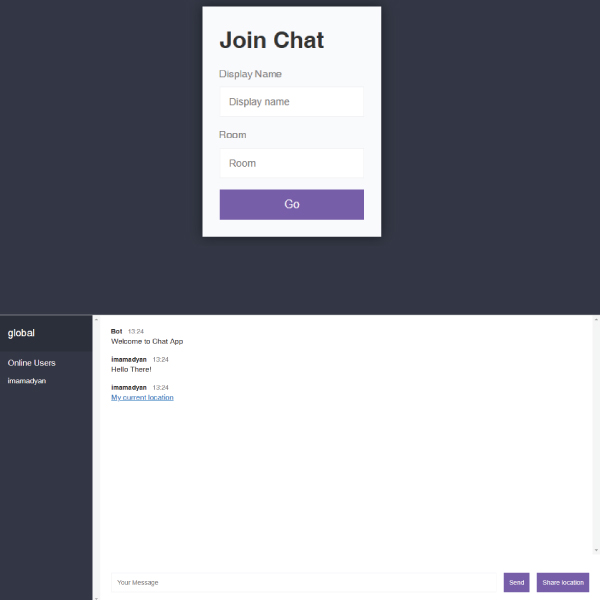 Join Chat
Display Name
Display name
Room
Room
Go
global
Online Users
imamadyan
Bot 13:24
Welcome to Chat App
imamadyan 13:24
Hello There!
imamadyan 13:24
My current location
Your Message
Send
Share location